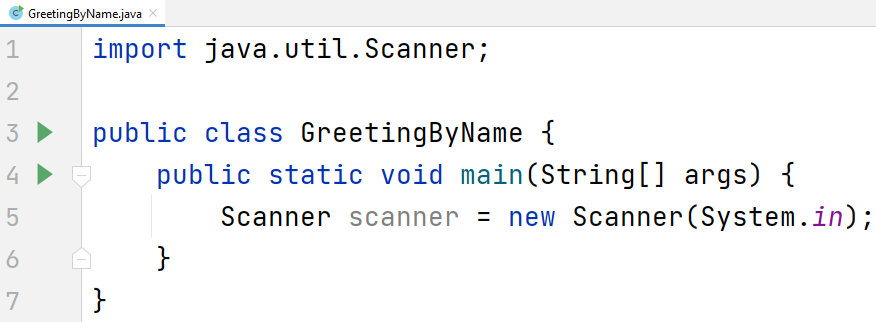 GreetingByName.java
1 import java.util.Scanner;
2
3 public class GreetingByName {
4     public static void main(String[] args) {
5         Scanner scanner = new Scanner(System.in);
6     }
7 }